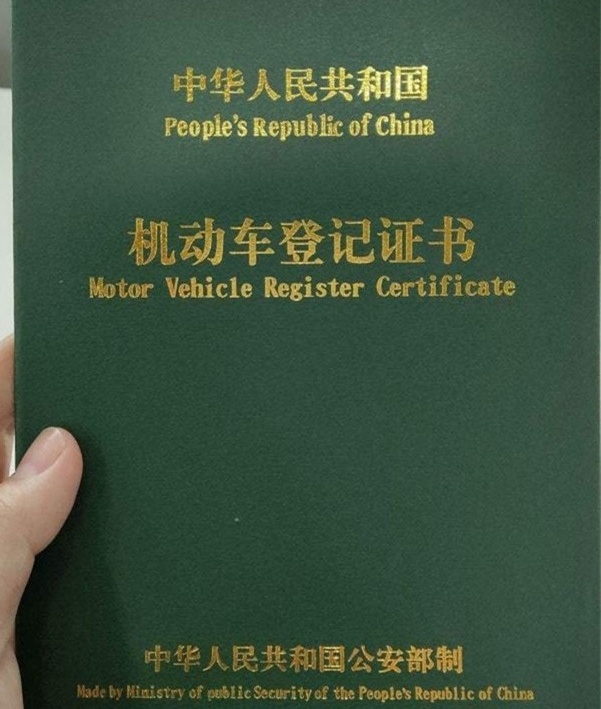 中华人民共和国
People's Republic of China
机动车登记证书
Motor Vehicle Register Certificate
中华人民共和国公安部制
Made by Ministry of public Security of the People's Republic of China